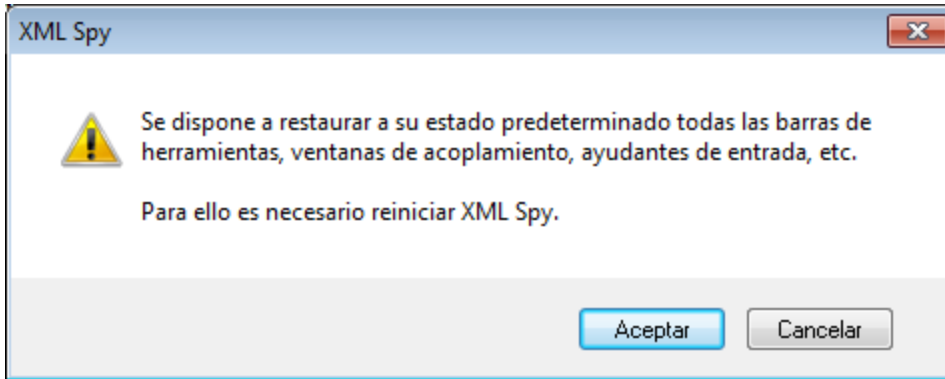 XML Spy
Se dispone a restaurar a su estado predeterminado todas las barras de
herramientas, ventanas de acoplamiento, ayudantes de entrada, etc.
Para ello es necesario reiniciar XML Spy.
Aceptar
Cancelar